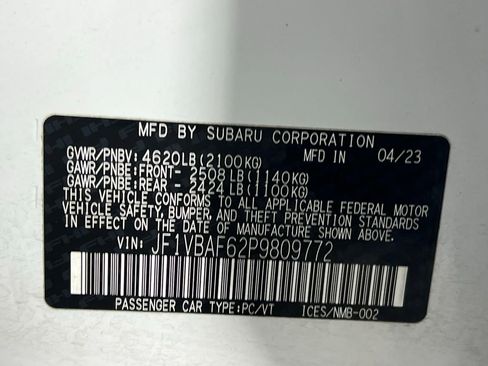 MFD BY SUBARU CORPORATION
GVWR/PNBV: 4620LB(2100KG) MFD IN 04/23
GAWR/PNBE:FRONT- 2508 LB(1140KG)
GAWR/PNBE:REAR - 2424 LB(1100KG)
THIS VEHICLE CONFORMS TO ALL APPLICABLE FEDERAL MOTOR
VEHICLE SAFETY, BUMPER, AND THEFT PREVENTION STANDARDS
IN EFFECT ON THE DATE OF MANUFACTURE SHOWN ABOVE.
VIN: JF1VBAF62P9809772
PASSENGER CAR TYPE:PC/VT ICES/NMB-002